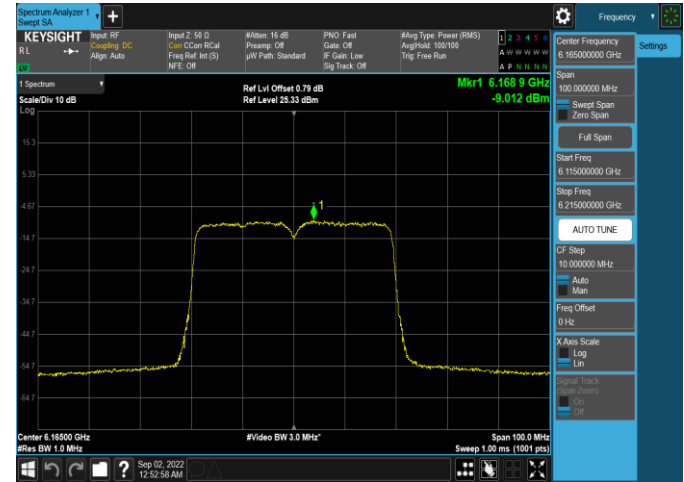 Spectrum Analyzer 1
Swept SA
Frequency
KEYSIGHT
RL
Input: RF
Coupling: DC
Align: Auto
Input Z: 50 Ω
Corr CCorr RCal
Freq Ref: Int (S)
NFE: Off
#Atten: 16 dB
Preamp: Off
µW Path: Standard
PNO: Fast
Gate: Off
IF Gain: Low
Sig Track: Off
#Avg Type: Power (RMS)
Avg|Hold: 100/100
Trig: Free Run
1 2 3 4 5 6
A W W W W W
A P N N N N
1 Spectrum
Scale/Div 10 dB
Log
Ref Lvl Offset 0.79 dB
Ref Level 25.33 dBm
Mkr1 6.168 9 GHz
-9.012 dBm
15.3
5.33
-4.67
-14.7
-24.7
-34.7
-44.7
-54.7
-64.7
1
Center 6.16500 GHz
#Res BW 1.0 MHz
#Video BW 3.0 MHz*
Span 100.0 MHz
Sweep 1.00 ms (1001 pts)
Sep 02, 2022
12:52:58 AM
Center Frequency
6.165000000 GHz
Settings
Span
100.000000 MHz
Swept Span
Zero Span
Full Span
Start Freq
6.115000000 GHz
Stop Freq
6.215000000 GHz
AUTO TUNE
CF Step
10.000000 MHz
Auto
Man
Freq Offset
0 Hz
X Axis Scale
Log
Lin
Signal Track
(Span Zoom)
On
Off